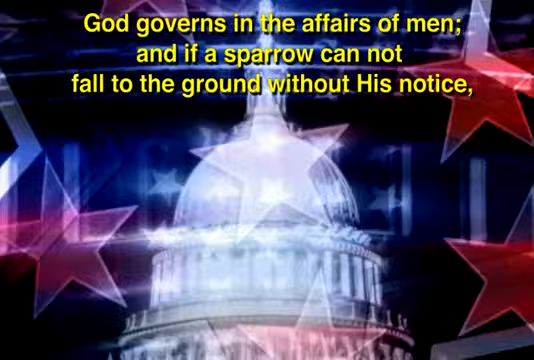 God governs in the affairs of men;
and if a sparrow can not
fall to the ground without His notice,